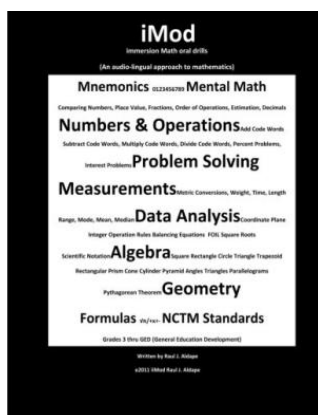 iMod
immersion Math oral drills
(An audio-lingual approach to mathematics)
Mnemonics 0123456789 Mental Math
Comparing Numbers, Place Value, Fractions, Order of Operations, Estimation, Decimals
Numbers & Operations Add Code Words
Subtract Code Words, Multiply Code Words, Divide Code Words, Percent Problems,
Interest Problems Problem Solving
Measurements Metric Conversions, Weight, Time, Length
Range, Mode, Mean, Median Data Analysis Coordinate Plane
Integer Operation Rules Balancing Equations FOIL Square Roots
Scientific Notation Algebra Square Rectangle Circle Triangle Trapezoid
Rectangular Prism Cone Cylinder Pyramid Angles Triangles Parallelograms
Pythagorean Theorem Geometry
Formulas NCTM Standards
Grades 3 thru GED (General Education Development)
Written by Raul J. Aldape
©2011 iMod Raul J. Aldape